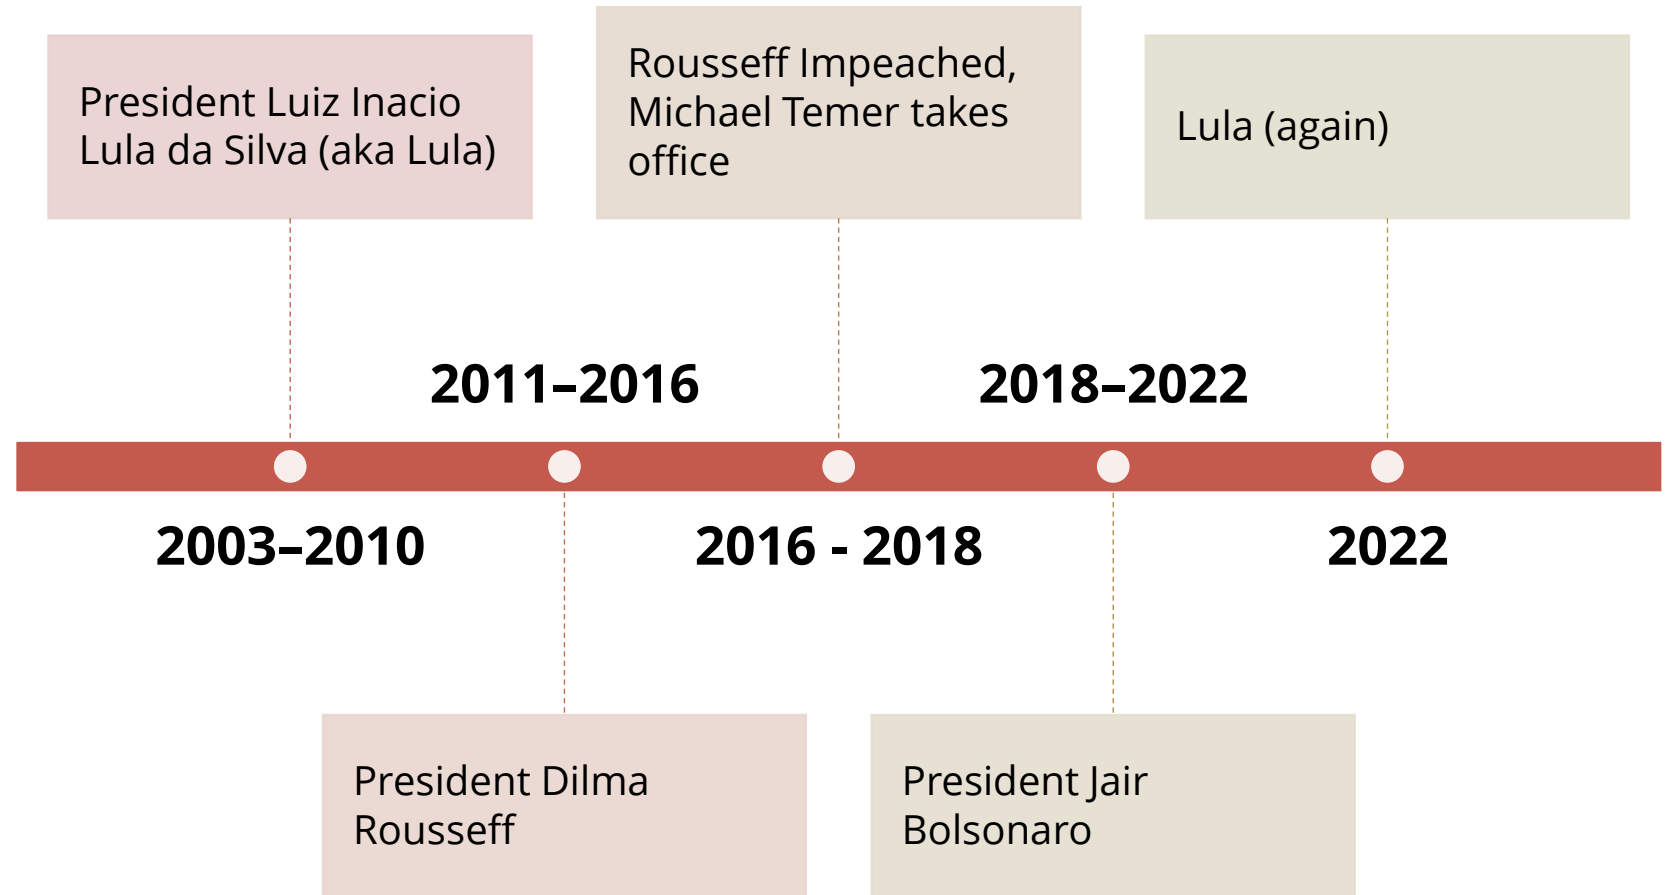 President Luiz Inacio
Lula da Silva (aka Lula)
Rousseff Impeached,
Michael Temer takes
office
Lula (again)
2011–2016
2018–2022
2003–2010
2016 - 2018
2022
President Dilma
Rousseff
President Jair
Bolsonaro